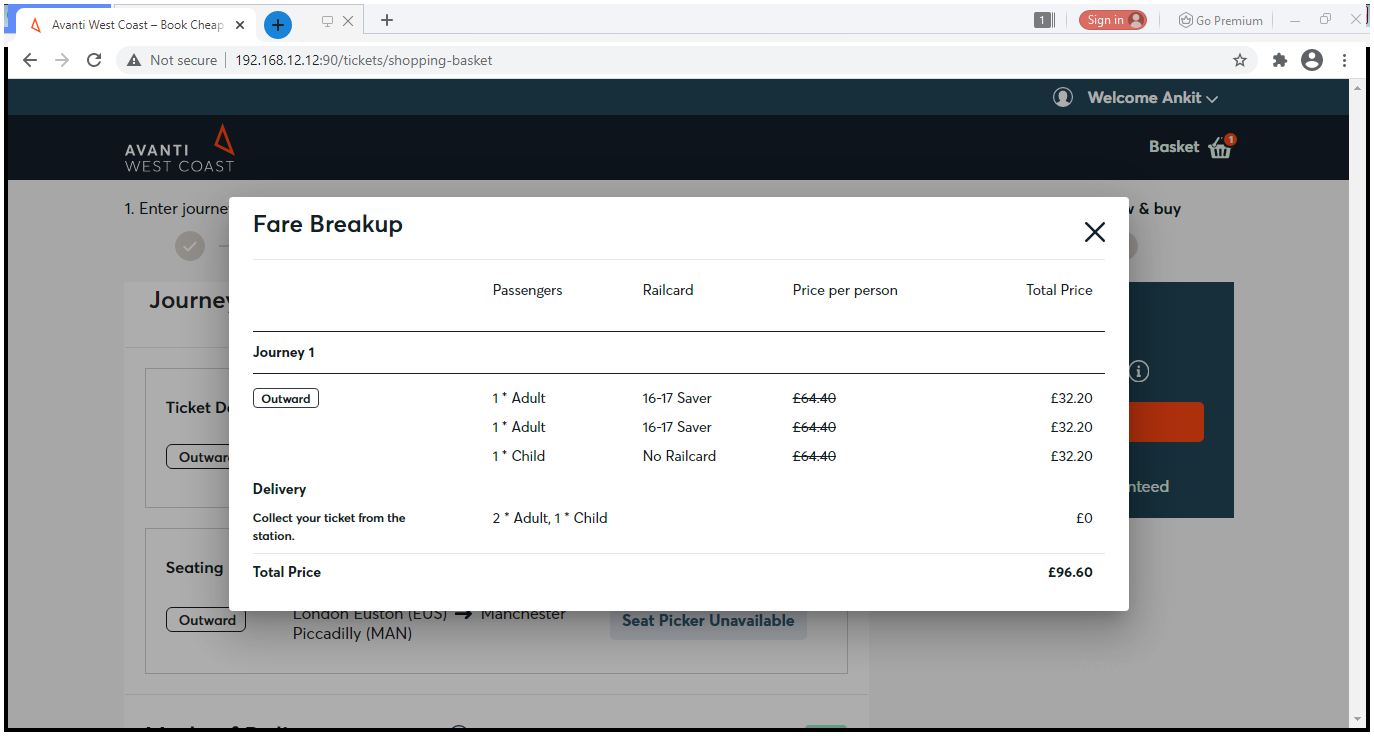 Avanti West Coast – Book Cheap
1
Sign in
Go Premium
Not secure
192.168.12.12:90/tickets/shopping-basket
Welcome Ankit
AVANTI
WEST COAST
Basket
1
1. Enter journe
& buy
Fare Breakup
Journey
Passengers Railcard Price per person Total Price
Journey 1
Ticket D
Outward 1 * Adult 16-17 Saver £64.40 £32.20
1 * Adult 16-17 Saver £64.40 £32.20
Outwar
1 * Child No Railcard £64.40 £32.20
Delivery
nteed
Collect your ticket from the station. 2 * Adult, 1 * Child £0
Seating
Total Price £96.60
Outward
London Euston (EUS) → Manchester
Piccadilly (MAN)
Seat Picker Unavailable